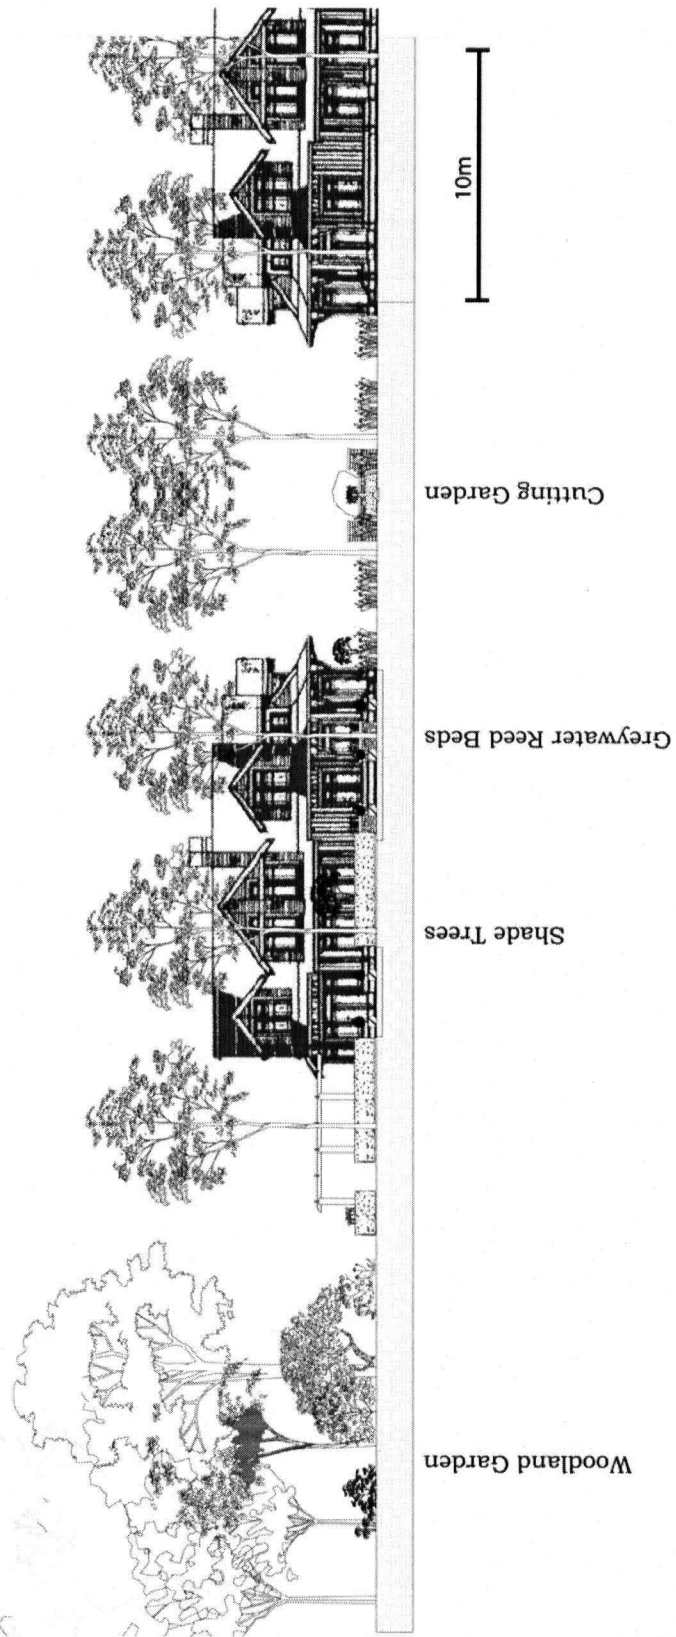 10m
Cutting Garden
Greywater Reed Beds
Shade Trees
Woodland Garden